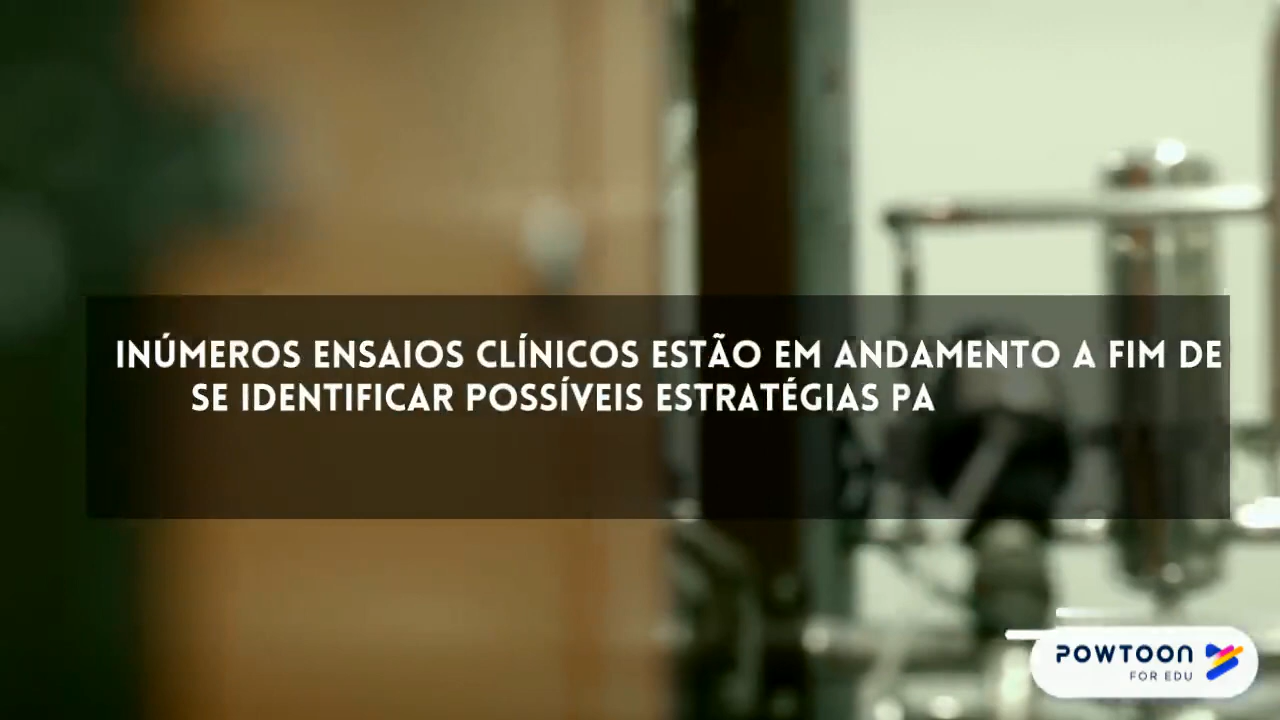 INÚMEROS ENSAIOS CLÍNICOS ESTÃO EM ANDAMENTO A FIM DE
SE IDENTIFICAR POSSÍVEIS ESTRATÉGIAS PA
POWTOON
FOR EDU